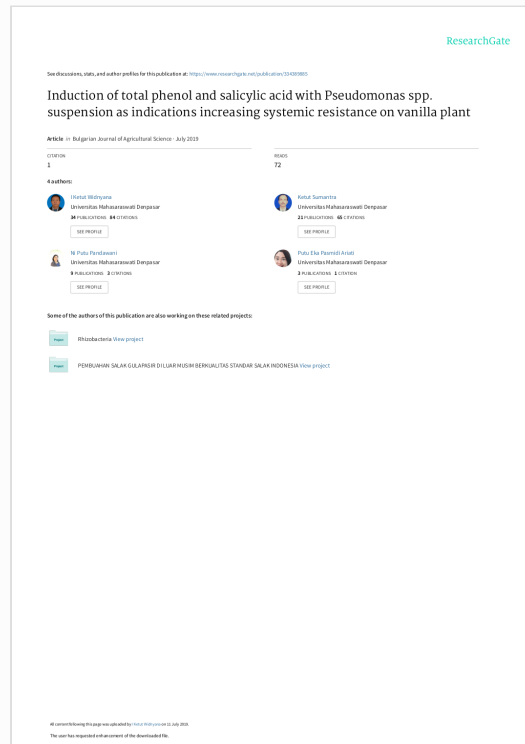 ResearchGate
See discussions, stats, and author profiles for this publication at: https://www.researchgate.net/publication/334389865
Induction of total phenol and salicylic acid with Pseudomonas spp.
suspension as indications increasing systemic resistance on vanilla plant
Article in Bulgarian Journal of Agricultural Science · July 2019
CITATION
1
READS
72
4 authors:
I Ketut Widnyana
Universitas Mahasaraswati Denpasar
34 PUBLICATIONS 84 CITATIONS
SEE PROFILE
Ketut Sumantra
Universitas Mahasaraswati Denpasar
21 PUBLICATIONS 65 CITATIONS
SEE PROFILE
Ni Putu Pandawani
Universitas Mahasaraswati Denpasar
9 PUBLICATIONS 3 CITATIONS
SEE PROFILE
Putu Eka Pasmidi Ariati
Universitas Mahasaraswati Denpasar
3 PUBLICATIONS 1 CITATION
SEE PROFILE
Some of the authors of this publication are also working on these related projects:
Project
Rhizobacteria View project
Project
PEMBUAHAN SALAK GULAPASIR DI LUAR MUSIM BERKUALITAS STANDAR SALAK INDONESIA View project
All content following this page was uploaded by I Ketut Widnyana on 11 July 2019.
The user has requested enhancement of the downloaded file.